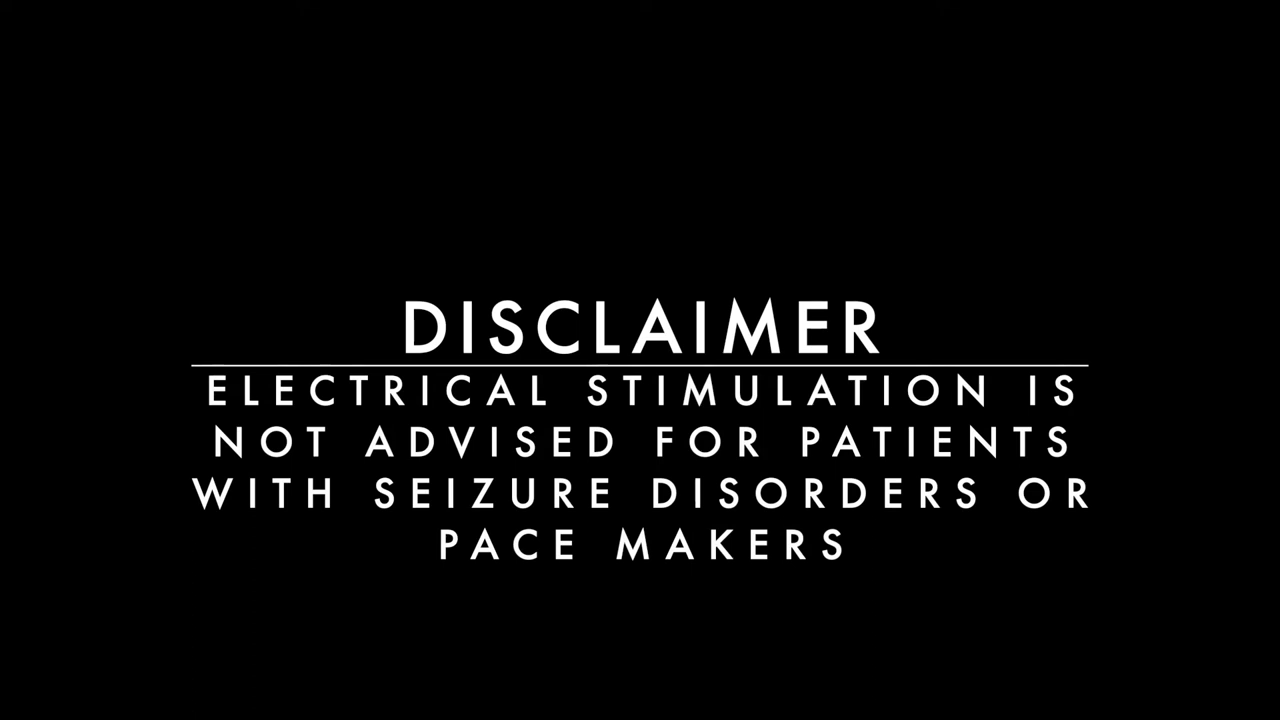 DISCLAIMER
ELECTRICAL STIMULATION IS
NOT ADVISED FOR PATIENTS
WITH SEIZURE DISORDERS OR
PACE MAKERS